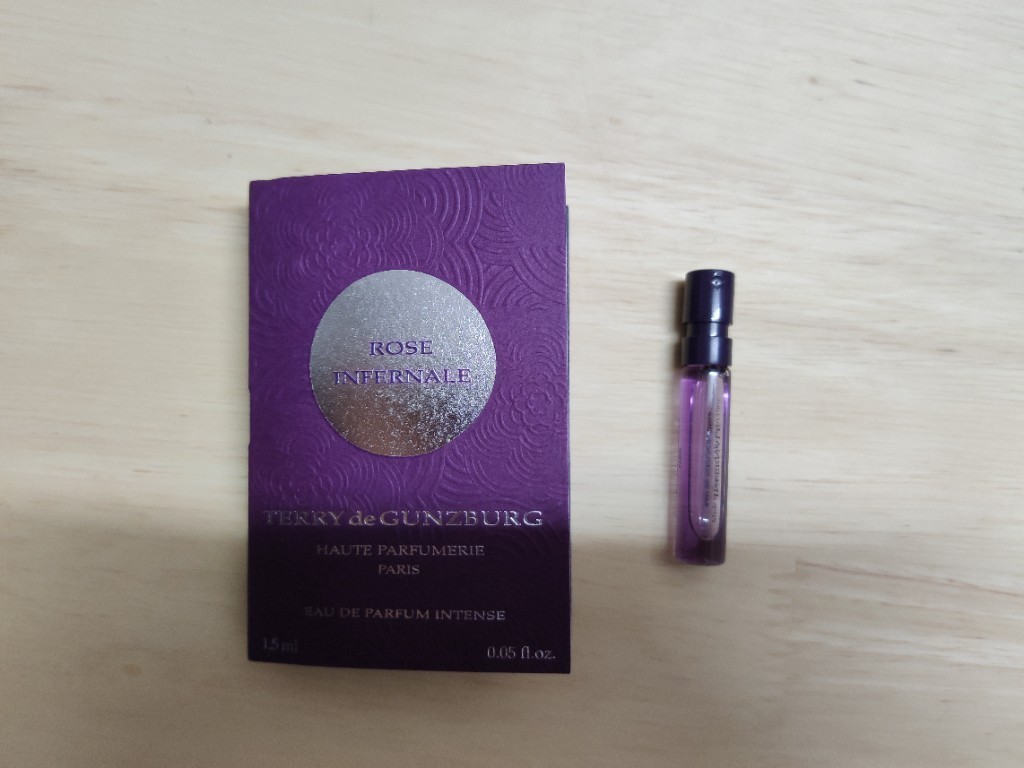 ROSE
INFERNALE
TERRY de GUNZBURG
HAUTE PARFUMERIE
PARIS
EAU DE PARFUM INTENSE
1.5 ml
0.05 fl.oz.